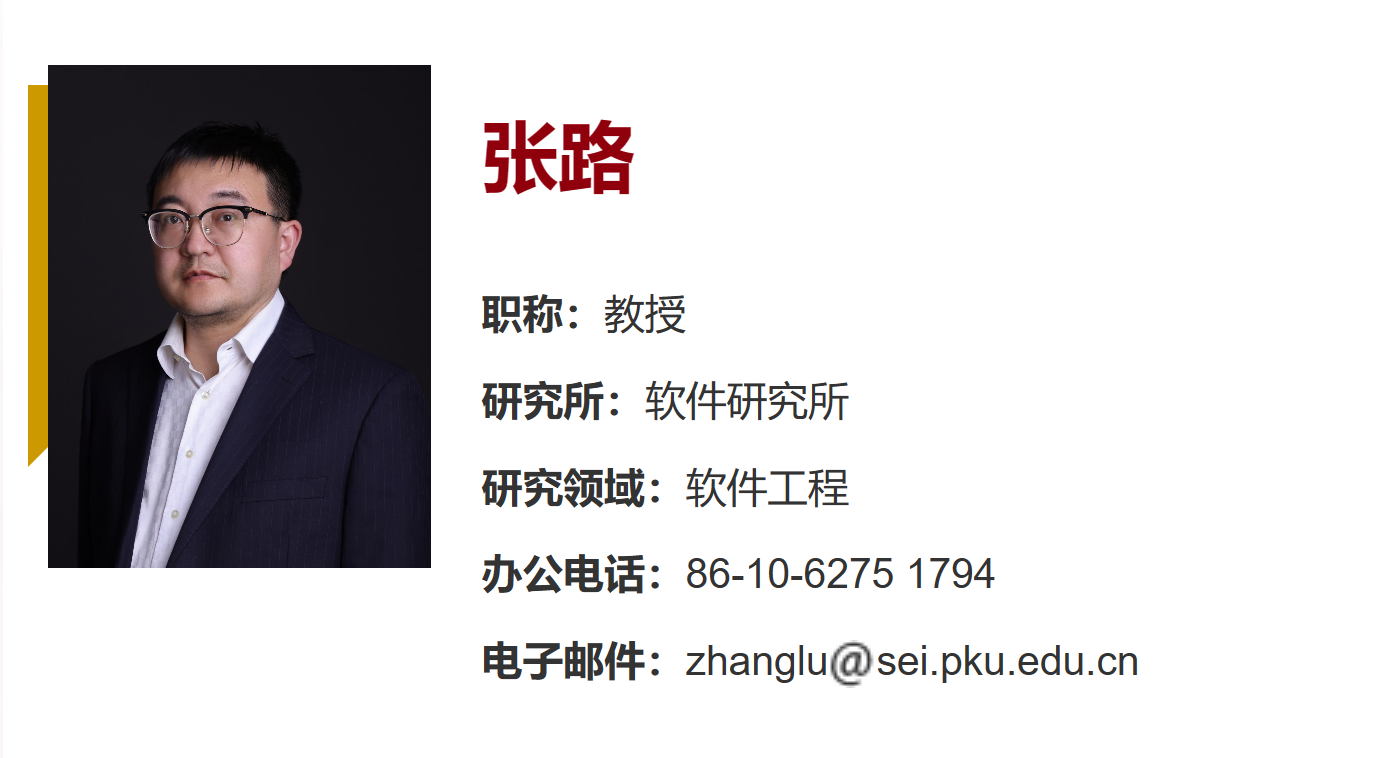 张路
职称：教授
研究所：软件研究所
研究领域：软件工程
办公电话：86-10-6275 1794
电子邮件：zhanglu@sei.pku.edu.cn